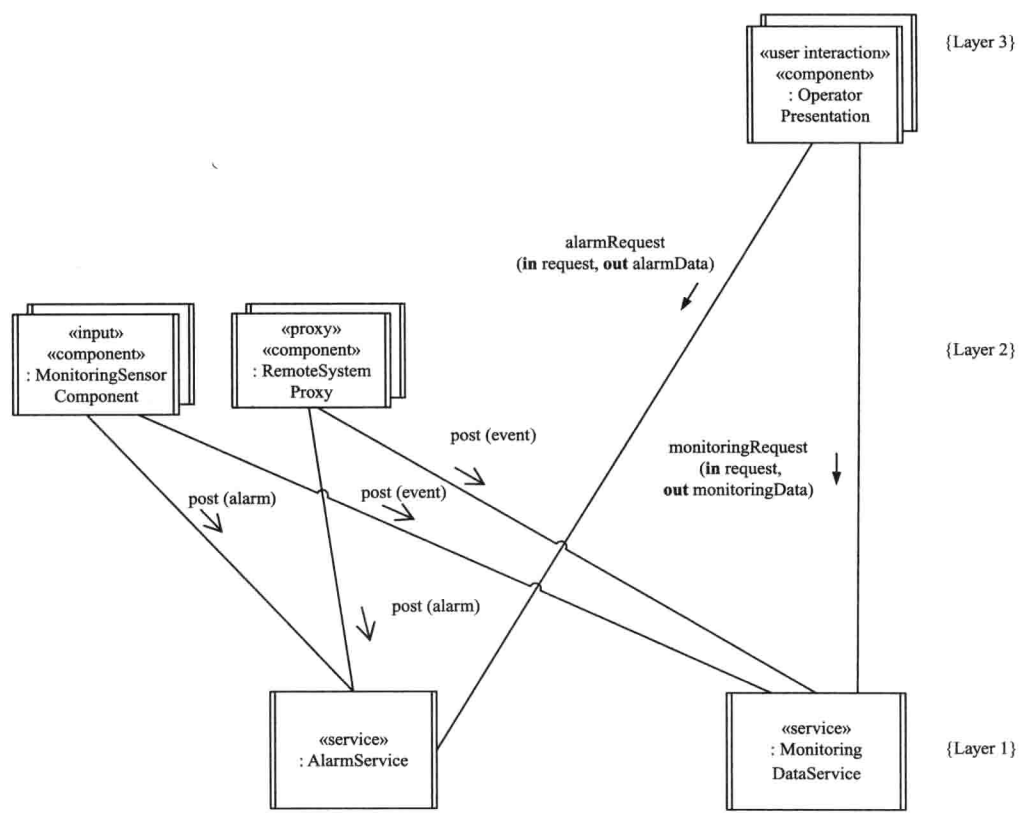 «user interaction»
«component»
: Operator
Presentation
{Layer 3}
alarmRequest
(in request, out alarmData)
«input»
«component»
: MonitoringSensor
Component
«proxy»
«component»
: RemoteSystem
Proxy
{Layer 2}
post (event)
monitoringRequest
(in request,
out monitoringData)
post (alarm)
post (event)
post (alarm)
«service»
: AlarmService
«service»
: Monitoring
DataService
{Layer 1}